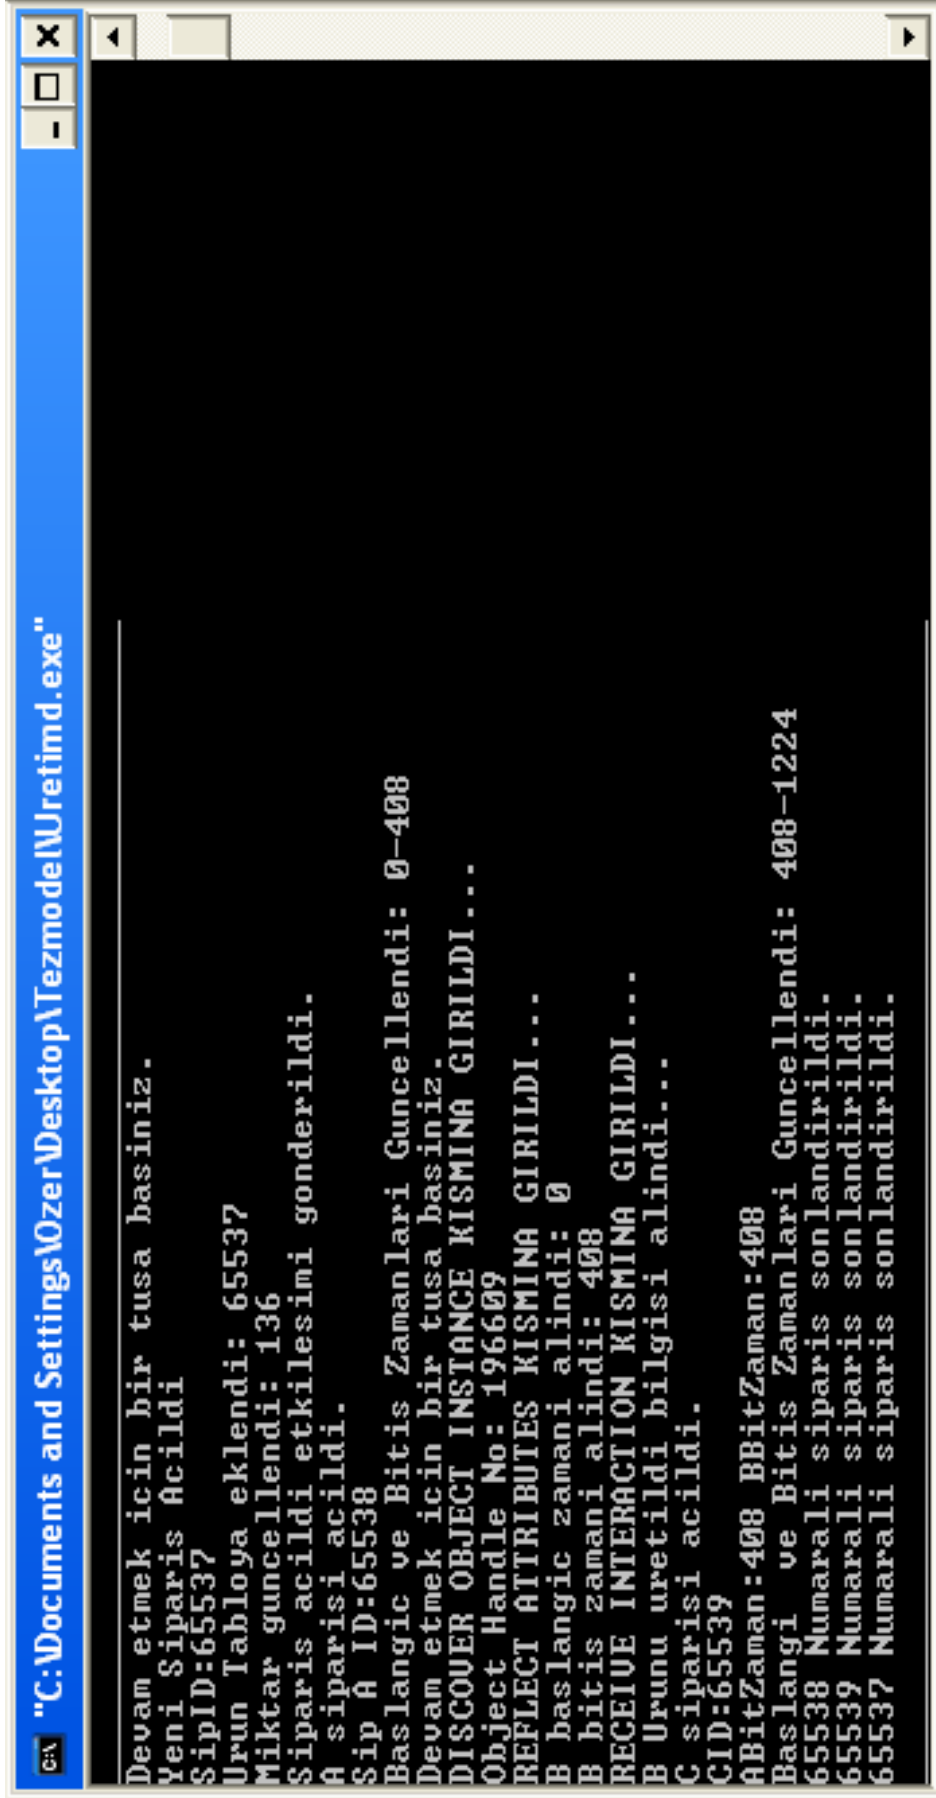 "C:\Documents and Settings\Ozer\Desktop\Tezmodel\Uretimd.exe"
Devam etmek icin bir tusa basiniz.
Yeni Siparis Acildi
SipID:65537
Urun Tabloya eklendi: 65537
Miktar guncellendi: 136
Siparis acildi etkilesimi gonderildi.
A siparisi acildi.
Sip A ID:65538
Baslangic ve Bitis Zamanlari Guncellendi: 0-408
Devam etmek icin bir tusa basiniz.
DISCOVER OBJECT INSTANCE KISMINA GIRILDI...
Object Handle No: 196609
REFLECT ATTRIBUTES KISMINA GIRILDI...
B baslangic zamani alindi: 0
B bitis zamani alindi: 408
RECEIVE INTERACTION KISMINA GIRILDI...
B Urunu uretildi bilgisi alindi...
C siparisi acildi.
CID:65539
ABitZaman:408 BBitZaman:408
Baslangi  ve Bitis Zamanlari Guncellendi: 408-1224
65538 Numarali siparis sonlandirildi.
65539 Numarali siparis sonlandirildi.
65537 Numarali siparis sonlandirildi.